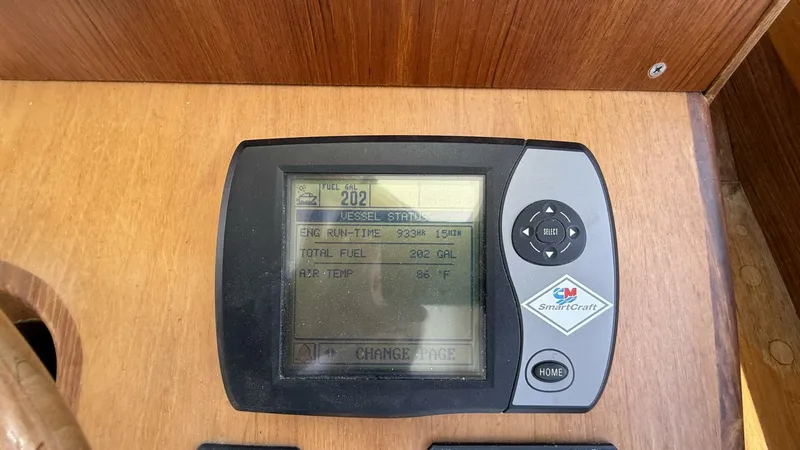 FUEL GAL
202
VESSEL STATUS
ENG RUN-TIME 933HR 15MIN
TOTAL FUEL 202 GAL
AIR TEMP 86 °F
CHANGE PAGE
SELECT
CM
SmartCraft
HOME